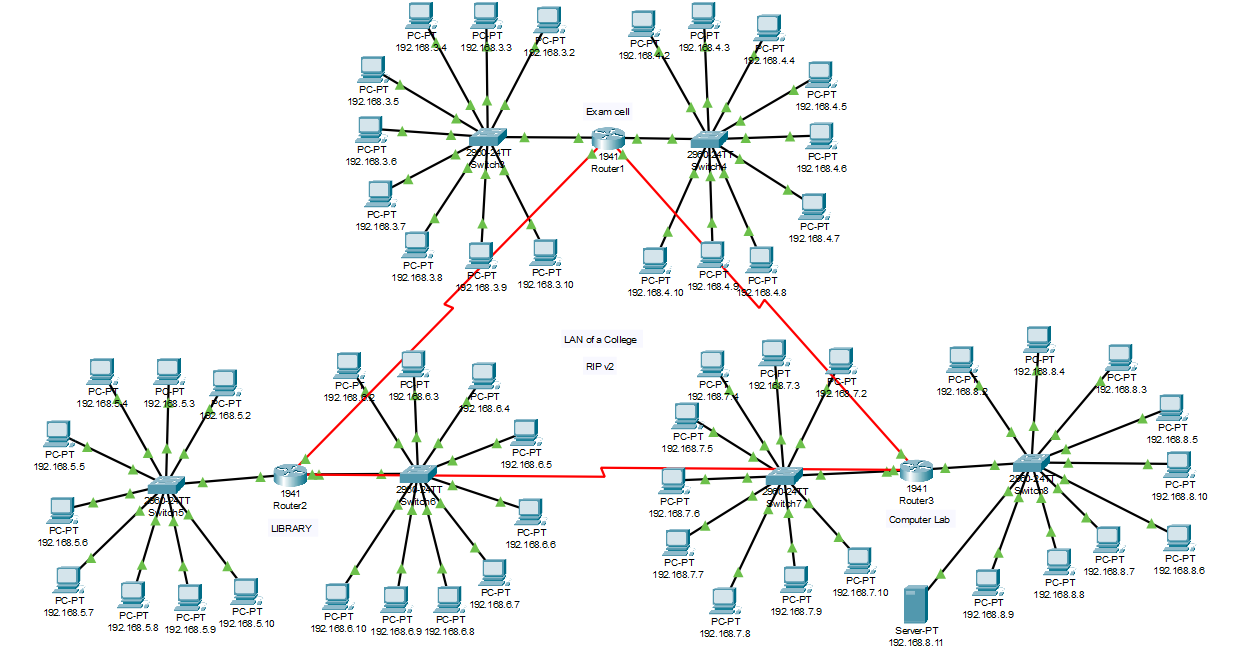 PC-PT
192.168.3.4
PC-PT
192.168.3.3
PC-PT
192.168.3.2
PC-PT
192.168.3.5
PC-PT
192.168.3.6
PC-PT
192.168.3.7
PC-PT
192.168.3.8
PC-PT
192.168.3.9
PC-PT
192.168.3.10
2960-24TT
Switch3
Exam cell
1941
Router1
PC-PT
192.168.4.2
PC-PT
192.168.4.3
PC-PT
192.168.4.4
PC-PT
192.168.4.5
PC-PT
192.168.4.6
PC-PT
192.168.4.7
PC-PT
192.168.4.10
PC-PT
192.168.4.9
PC-PT
192.168.4.8
2960-24TT
Switch4
LAN of a College
RIP v2
PC-PT
192.168.5.4
PC-PT
192.168.5.3
PC-PT
192.168.5.2
PC-PT
192.168.5.5
PC-PT
192.168.5.6
PC-PT
192.168.5.7
PC-PT
192.168.5.8
PC-PT
192.168.5.9
PC-PT
192.168.5.10
2960-24TT
Switch5
1941
Router2
LIBRARY
PC-PT
192.168.6.2
PC-PT
192.168.6.3
PC-PT
192.168.6.4
PC-PT
192.168.6.5
PC-PT
192.168.6.6
PC-PT
192.168.6.7
PC-PT
192.168.6.10
PC-PT
192.168.6.9
PC-PT
192.168.6.8
2960-24TT
Switch6
PC-PT
192.168.7.4
PC-PT
192.168.7.3
PC-PT
192.168.7.2
PC-PT
192.168.7.5
PC-PT
192.168.7.6
PC-PT
192.168.7.7
PC-PT
192.168.7.8
PC-PT
192.168.7.9
PC-PT
192.168.7.10
2960-24TT
Switch7
1941
Router3
Computer Lab
PC-PT
192.168.8.2
PC-PT
192.168.8.4
PC-PT
192.168.8.3
PC-PT
192.168.8.5
PC-PT
192.168.8.10
PC-PT
192.168.8.6
PC-PT
192.168.8.7
PC-PT
192.168.8.8
PC-PT
192.168.8.9
2960-24TT
Switch8
Server-PT
192.168.8.11